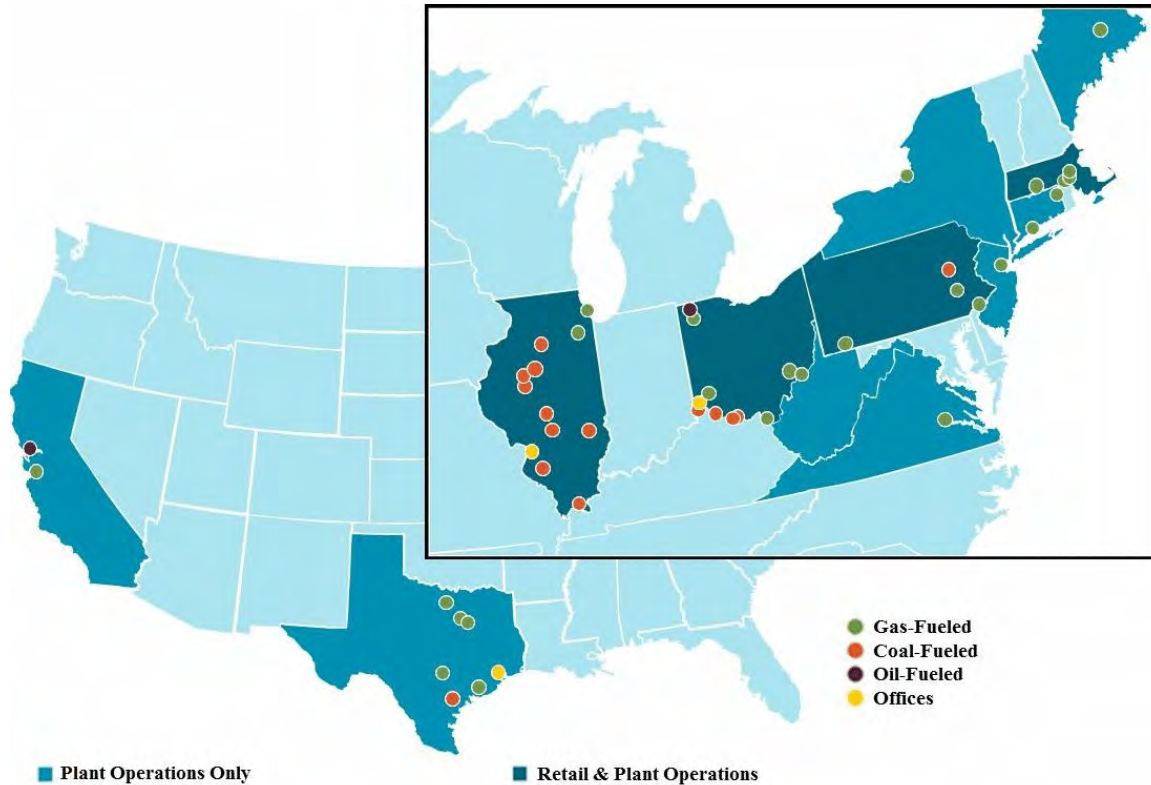 Gas-Fueled
Coal-Fueled
Oil-Fueled
Offices
Plant Operations Only
Retail & Plant Operations